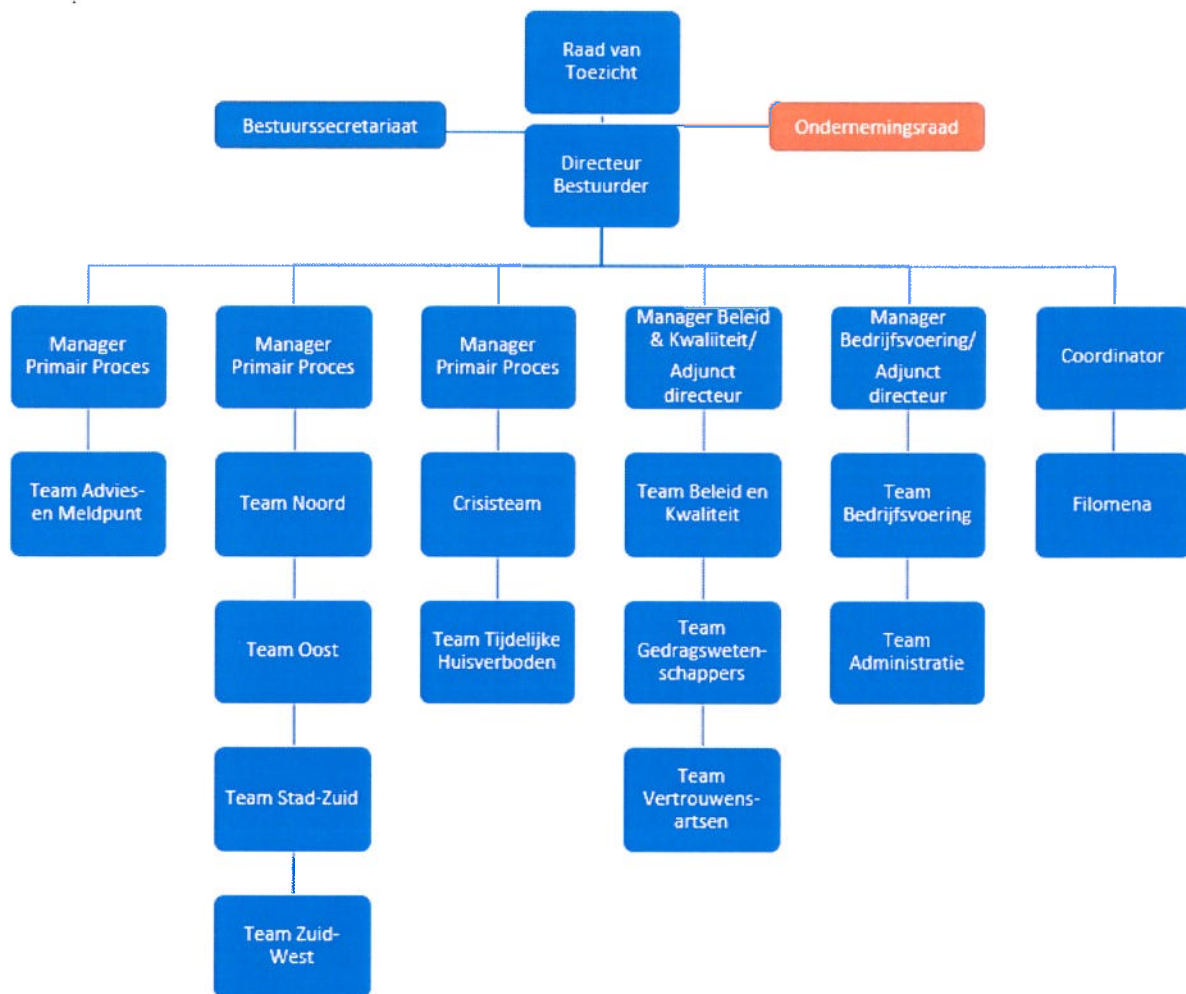 Raad van
Toezicht
Bestuurssecretariaat
Ondernemingsraad
Directeur
Bestuurder
Manager
Primair Proces
Manager
Primair Proces
Manager
Primair Proces
Manager Beleid
& Kwaliiteit/
Adjunct
directeur
Manager
Bedrijfsvoering/
Adjunct
directeur
Coordinator
Team Advies-
en Meldpunt
Team Noord
Crisisteam
Team Beleid en
Kwaliteit
Team
Bedrijfsvoering
Filomena
Team Oost
Team Tijdelijke
Huisverboden
Team
Gedragsweten-
schappers
Team
Administratie
Team Stad-Zuid
Team
Vertrouwens-
artsen
Team Zuid-
West